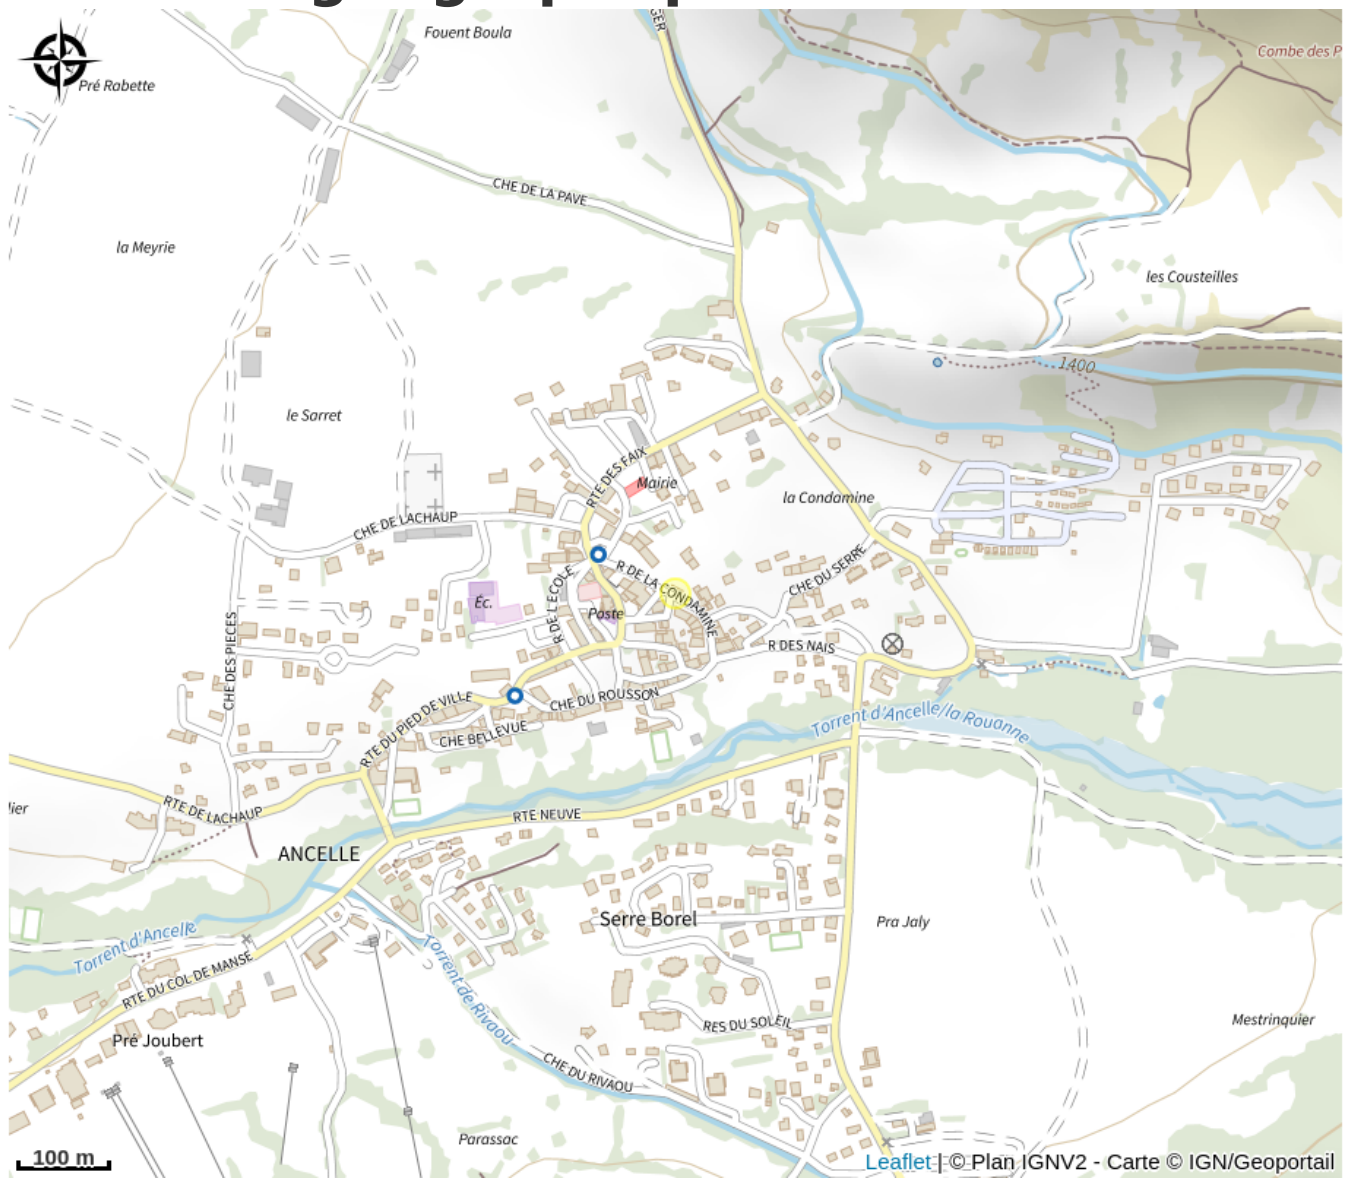 GER
Fouent Boula
Combe des P
Pré Rabette
CHE DE LA PAVE
la Meyrie
les Cousteilles
1400
le Sarret
RTE DES FAIX
Mairie
la Condamine
CHE DE LACHAUP
R DE LA CONDAMINE
CHE DU SERRE
R DE L'ECOLE
Éc.
Poste
CHE DES PIECES
R DES NAIS
RTE DU PIED DE VILLE
CHE DU ROUSSON
CHE BELLEVUE
Torrent d'Ancelle/la Rouanne
lier
RTE DE LACHAUP
RTE NEUVE
ANCELLE
Serre Borel
Pra Jaly
Torrent d'Ancelle
Torrent de Rivaou
RTE DU COL DE MANSE
RES DU SOLEIL
Mestrinquier
Pré Joubert
CHE DU RIVAOU
Parassac
100 m
Leaflet | © Plan IGNV2 - Carte © IGN/Geoportail